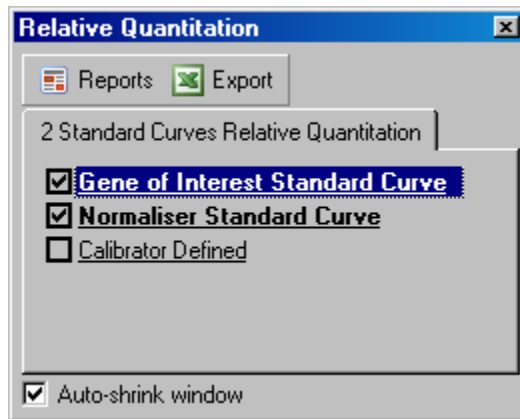 Relative Quantitation
Reports Export
2 Standard Curves Relative Quantitation
Gene of Interest Standard Curve
Normaliser Standard Curve
Calibrator Defined
Auto-shrink window